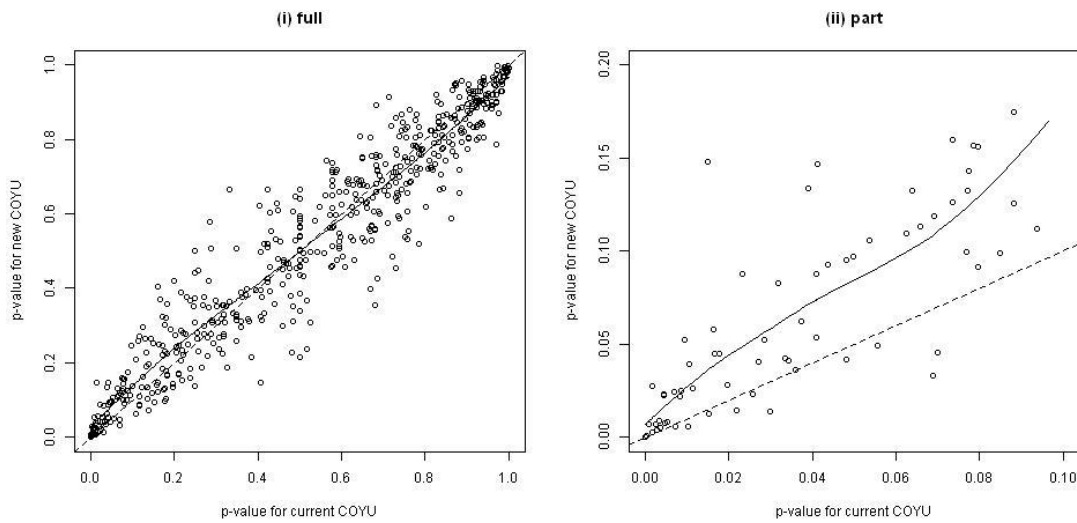 (i) full
p-value for new COYU
1.0
0.8
0.6
0.4
0.2
0.0
0.0 0.2 0.4 0.6 0.8 1.0
p-value for current COYU
(ii) part
p-value for new COYU
0.20
0.15
0.10
0.05
0.00
0.00 0.02 0.04 0.06 0.08 0.10
p-value for current COYU